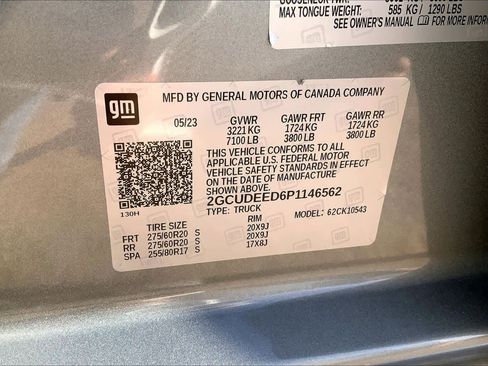 MAX TONGUE WEIGHT: 585 KG / 1290 LBS
SEE OWNER'S MANUAL
gm
MFD BY GENERAL MOTORS OF CANADA COMPANY
05/23 GVWR GAWR FRT GAWR RR
3221 KG 1724 KG 1724 KG
7100 LB 3800 LB 3800 LB
THIS VEHICLE CONFORMS TO ALL
APPLICABLE U.S. FEDERAL MOTOR
VEHICLE SAFETY STANDARDS IN
EFFECT ON THE DATE OF
MANUFACTURE SHOWN ABOVE.
2GCUDEED6P1146562
TYPE: TRUCK MODEL: 62CK10543
130H
TIRE SIZE RIM
FRT 275/60R20 S 20X9J
RR 275/60R20 S 20X9J
SPA 255/80R17 S 17X8J